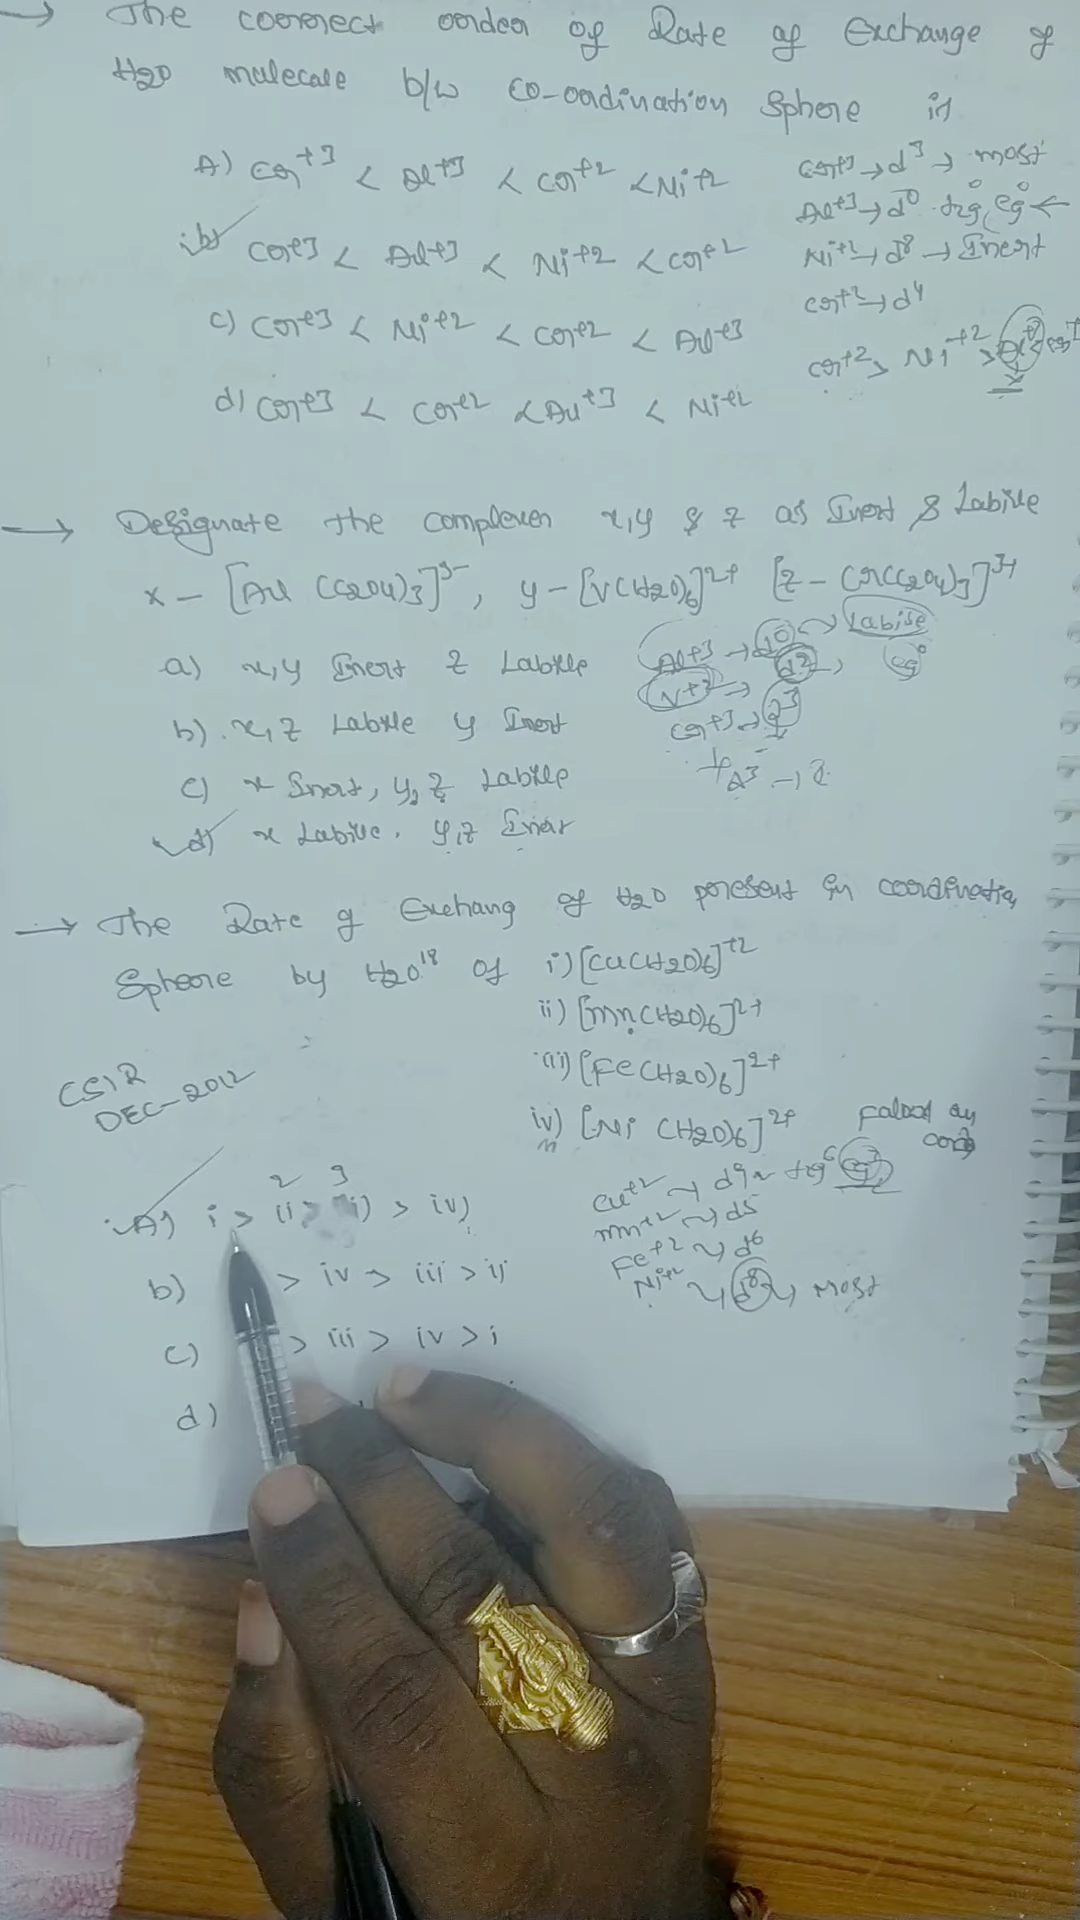 → The correct order of Rate of Exchange of
H2O molecule b/w co-ordination sphere is
A) Cr+3 < Al+3 < Cr+2 < Ni+2
b) Cr+3 < Al+3 < Ni+2 < Cr+2
c) Cr+3 < Ni+2 < Cr+2 < Al+3
d) Cr+3 < Cr+2 < Al+3 < Ni+2
Cr+3 → d3 → most
Al+3 → d0 t2g0, eg0 ←
Ni+2 → d8 → Inert
Cr+2 → d4
Cr+2 > Ni+2 >
→ Designate the complexes x, y & z as Inert & Labile
x – [Al (C2O4)3]3-, y – [V(H2O)6]2+ [z – Cr(C2O4)3]3+
a) x, y Inert z Labile
b) x, z Labile y Inert
c) x Inert, y, z Labile
d) x Labile, y, z Inert
Al+3 → d0 → Labile
V+2 → d2, eg0
Cr+3 → d3
→ The Rate of Exchang of H2O present in coordination
Sphere by H2O18 of i) [Cu(H2O)6]+2
ii) [Mn(H2O)6]2+
iii) [Fe(H2O)6]2+
iv) [Ni (H2O)6]2+
CSIR
DEC-2012
2 3
A) i > ii > iii) > iv)
b) > iv > iii > ii
c) > iii > iv > i
d)
Cu+2 → d9 t2g6
Mn+2 → d5
Fe+2 → d6
Ni+2 → d8 → most